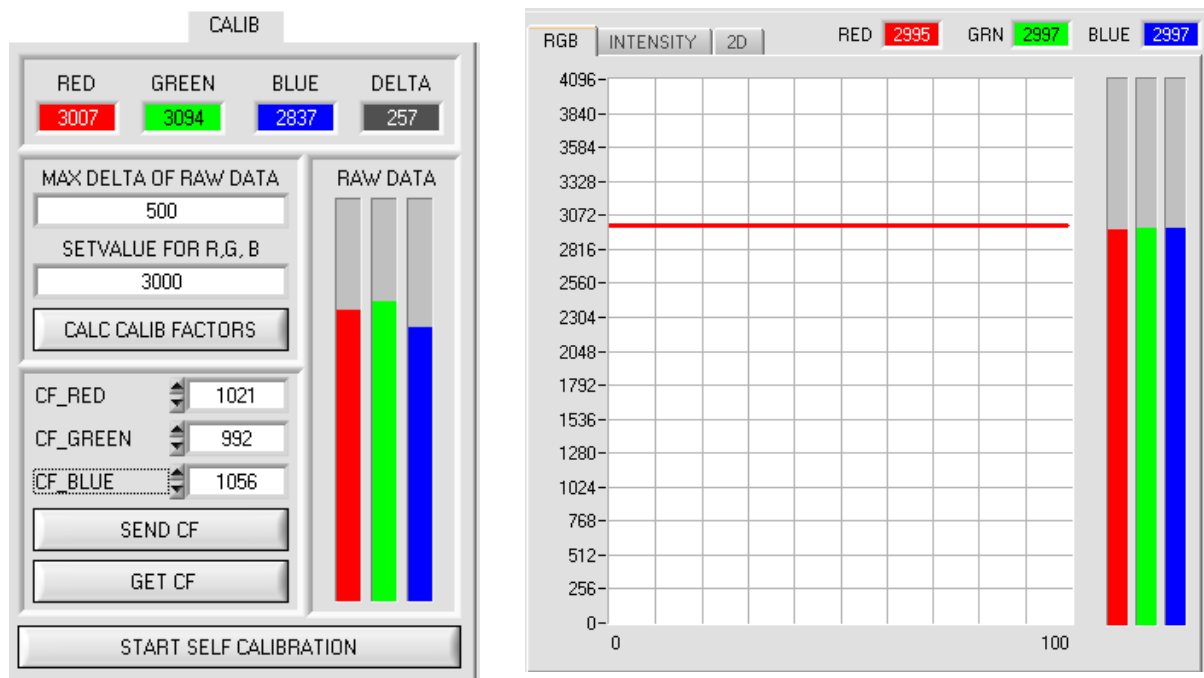 CALIB
RED GREEN BLUE DELTA
3007 3094 2837 257
MAX DELTA OF RAW DATA
500
SETVALUE FOR R,G, B
3000
CALC CALIB FACTORS
RAW DATA
CF_RED 1021
CF_GREEN 992
CF_BLUE 1056
SEND CF
GET CF
START SELF CALIBRATION
RGB INTENSITY 2D RED 2995 GRN 2997 BLUE 2997
4096
3840
3584
3328
3072
2816
2560
2304
2048
1792
1536
1280
1024
768
512
256
0
0 100